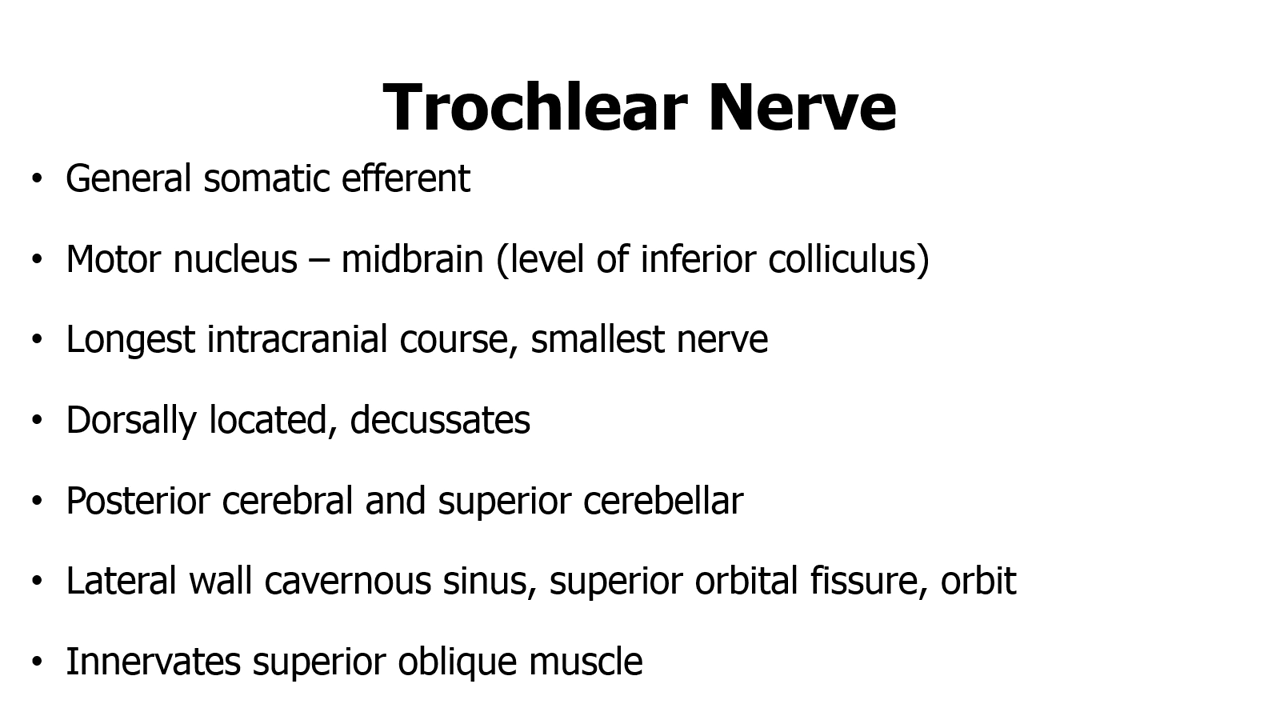 Trochlear Nerve
• General somatic efferent
• Motor nucleus – midbrain (level of inferior colliculus)
• Longest intracranial course, smallest nerve
• Dorsally located, decussates
• Posterior cerebral and superior cerebellar
• Lateral wall cavernous sinus, superior orbital fissure, orbit
• Innervates superior oblique muscle